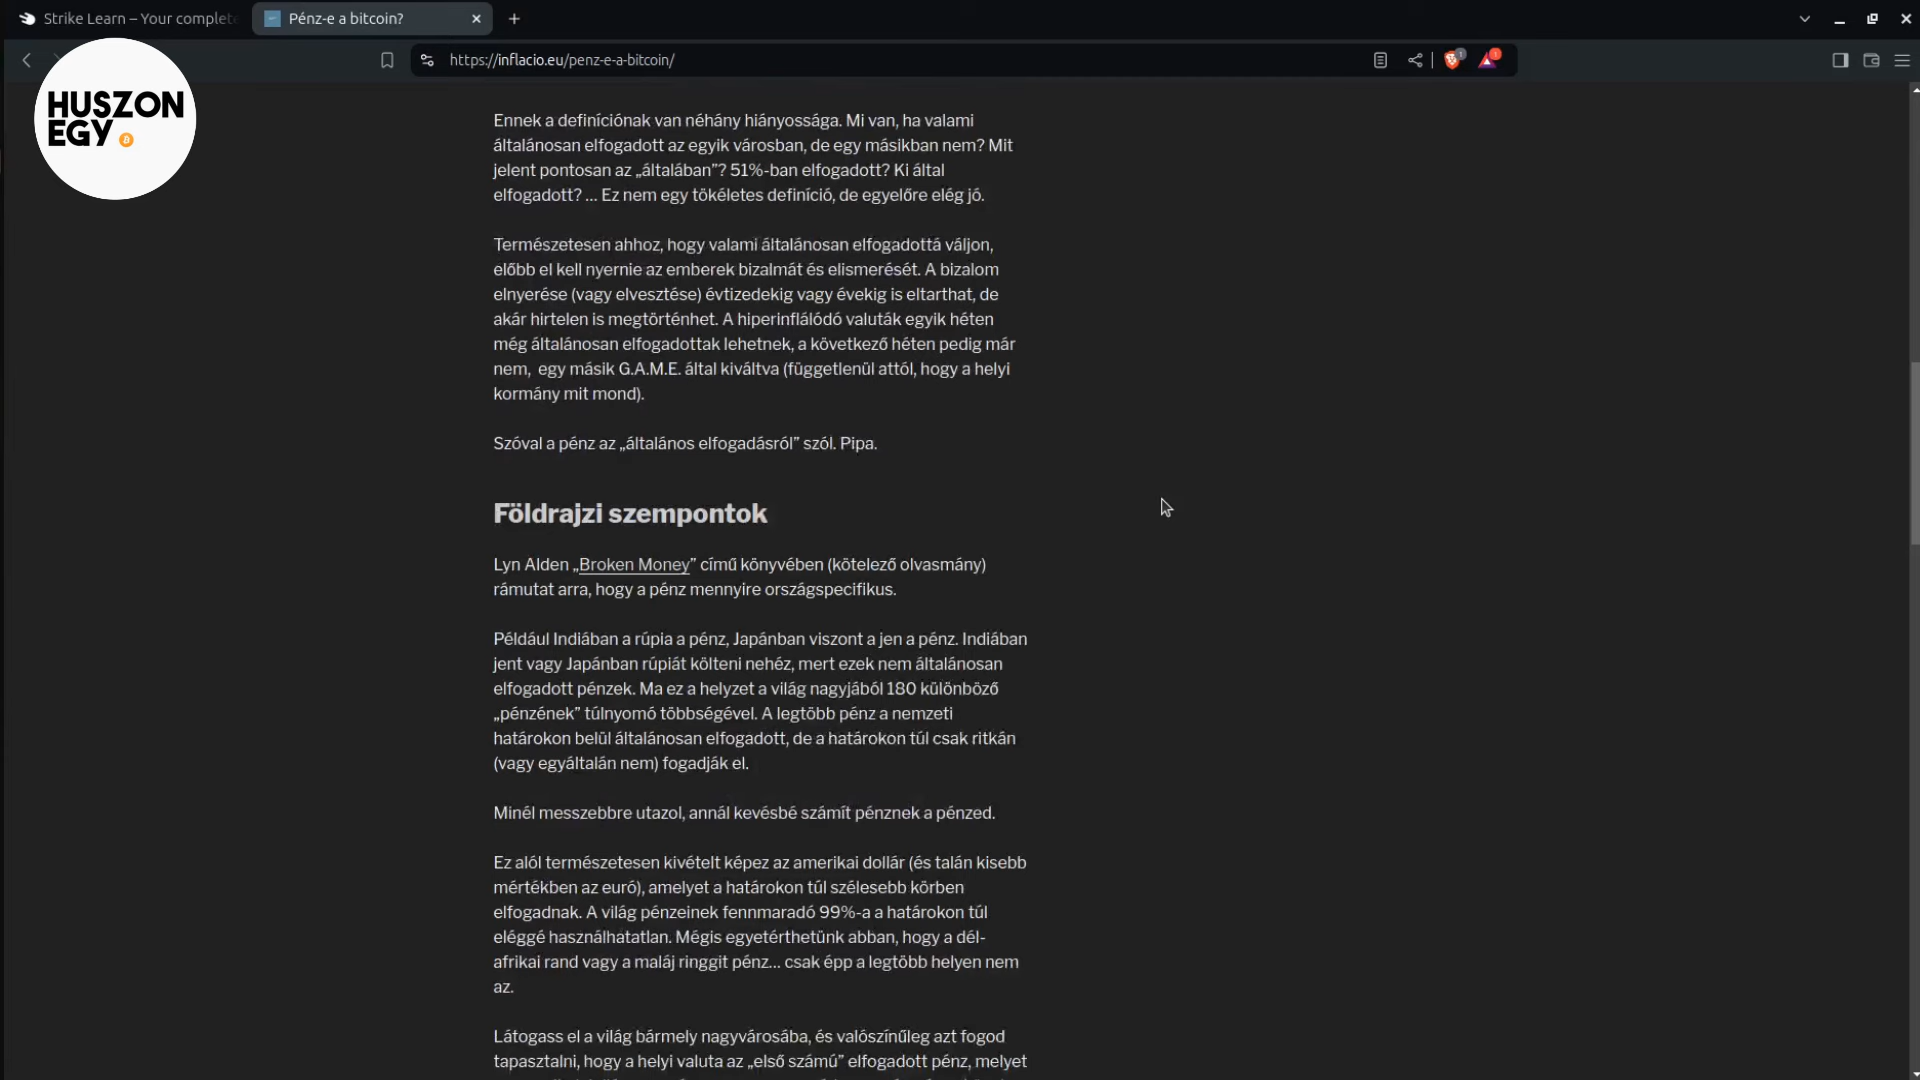 Strike Learn – Your complet
Pénz-e a bitcoin?
https://inflacio.eu/penz-e-a-bitcoin/
1
1
HUSZON
EGY
Ennek a definíciónak van néhány hiányossága. Mi van, ha valami
általánosan elfogadott az egyik városban, de egy másikban nem? Mit
jelent pontosan az „általában”? 51%-ban elfogadott? Ki által
elfogadott? … Ez nem egy tökéletes definíció, de egyelőre elég jó.
Természetesen ahhoz, hogy valami általánosan elfogadottá váljon,
előbb el kell nyernie az emberek bizalmát és elismerését. A bizalom
elnyerése (vagy elvesztése) évtizedekig vagy évekig is eltarthat, de
akár hirtelen is megtörténhet. A hiperinflálódó valuták egyik héten
még általánosan elfogadottak lehetnek, a következő héten pedig már
nem,  egy másik G.A.M.E. által kiváltva (függetlenül attól, hogy a helyi
kormány mit mond).
Szóval a pénz az „általános elfogadásról” szól. Pipa.
Földrajzi szempontok
Lyn Alden „Broken Money” című könyvében (kötelező olvasmány)
rámutat arra, hogy a pénz mennyire országspecifikus.
Például Indiában a rúpia a pénz, Japánban viszont a jen a pénz. Indiában
jent vagy Japánban rúpiát költeni nehéz, mert ezek nem általánosan
elfogadott pénzek. Ma ez a helyzet a világ nagyjából 180 különböző
„pénzének” túlnyomó többségével. A legtöbb pénz a nemzeti
határokon belül általánosan elfogadott, de a határokon túl csak ritkán
(vagy egyáltalán nem) fogadják el.
Minél messzebbre utazol, annál kevésbé számít pénznek a pénzed.
Ez alól természetesen kivételt képez az amerikai dollár (és talán kisebb
mértékben az euró), amelyet a határokon túl szélesebb körben
elfogadnak. A világ pénzeinek fennmaradó 99%-a a határokon túl
eléggé használhatatlan. Mégis egyetérthetünk abban, hogy a dél-
afrikai rand vagy a maláj ringgit pénz… csak épp a legtöbb helyen nem
az.
Látogass el a világ bármely nagyvárosába, és valószínűleg azt fogod
tapasztalni, hogy a helyi valuta az „első számú” elfogadott pénz, melyet